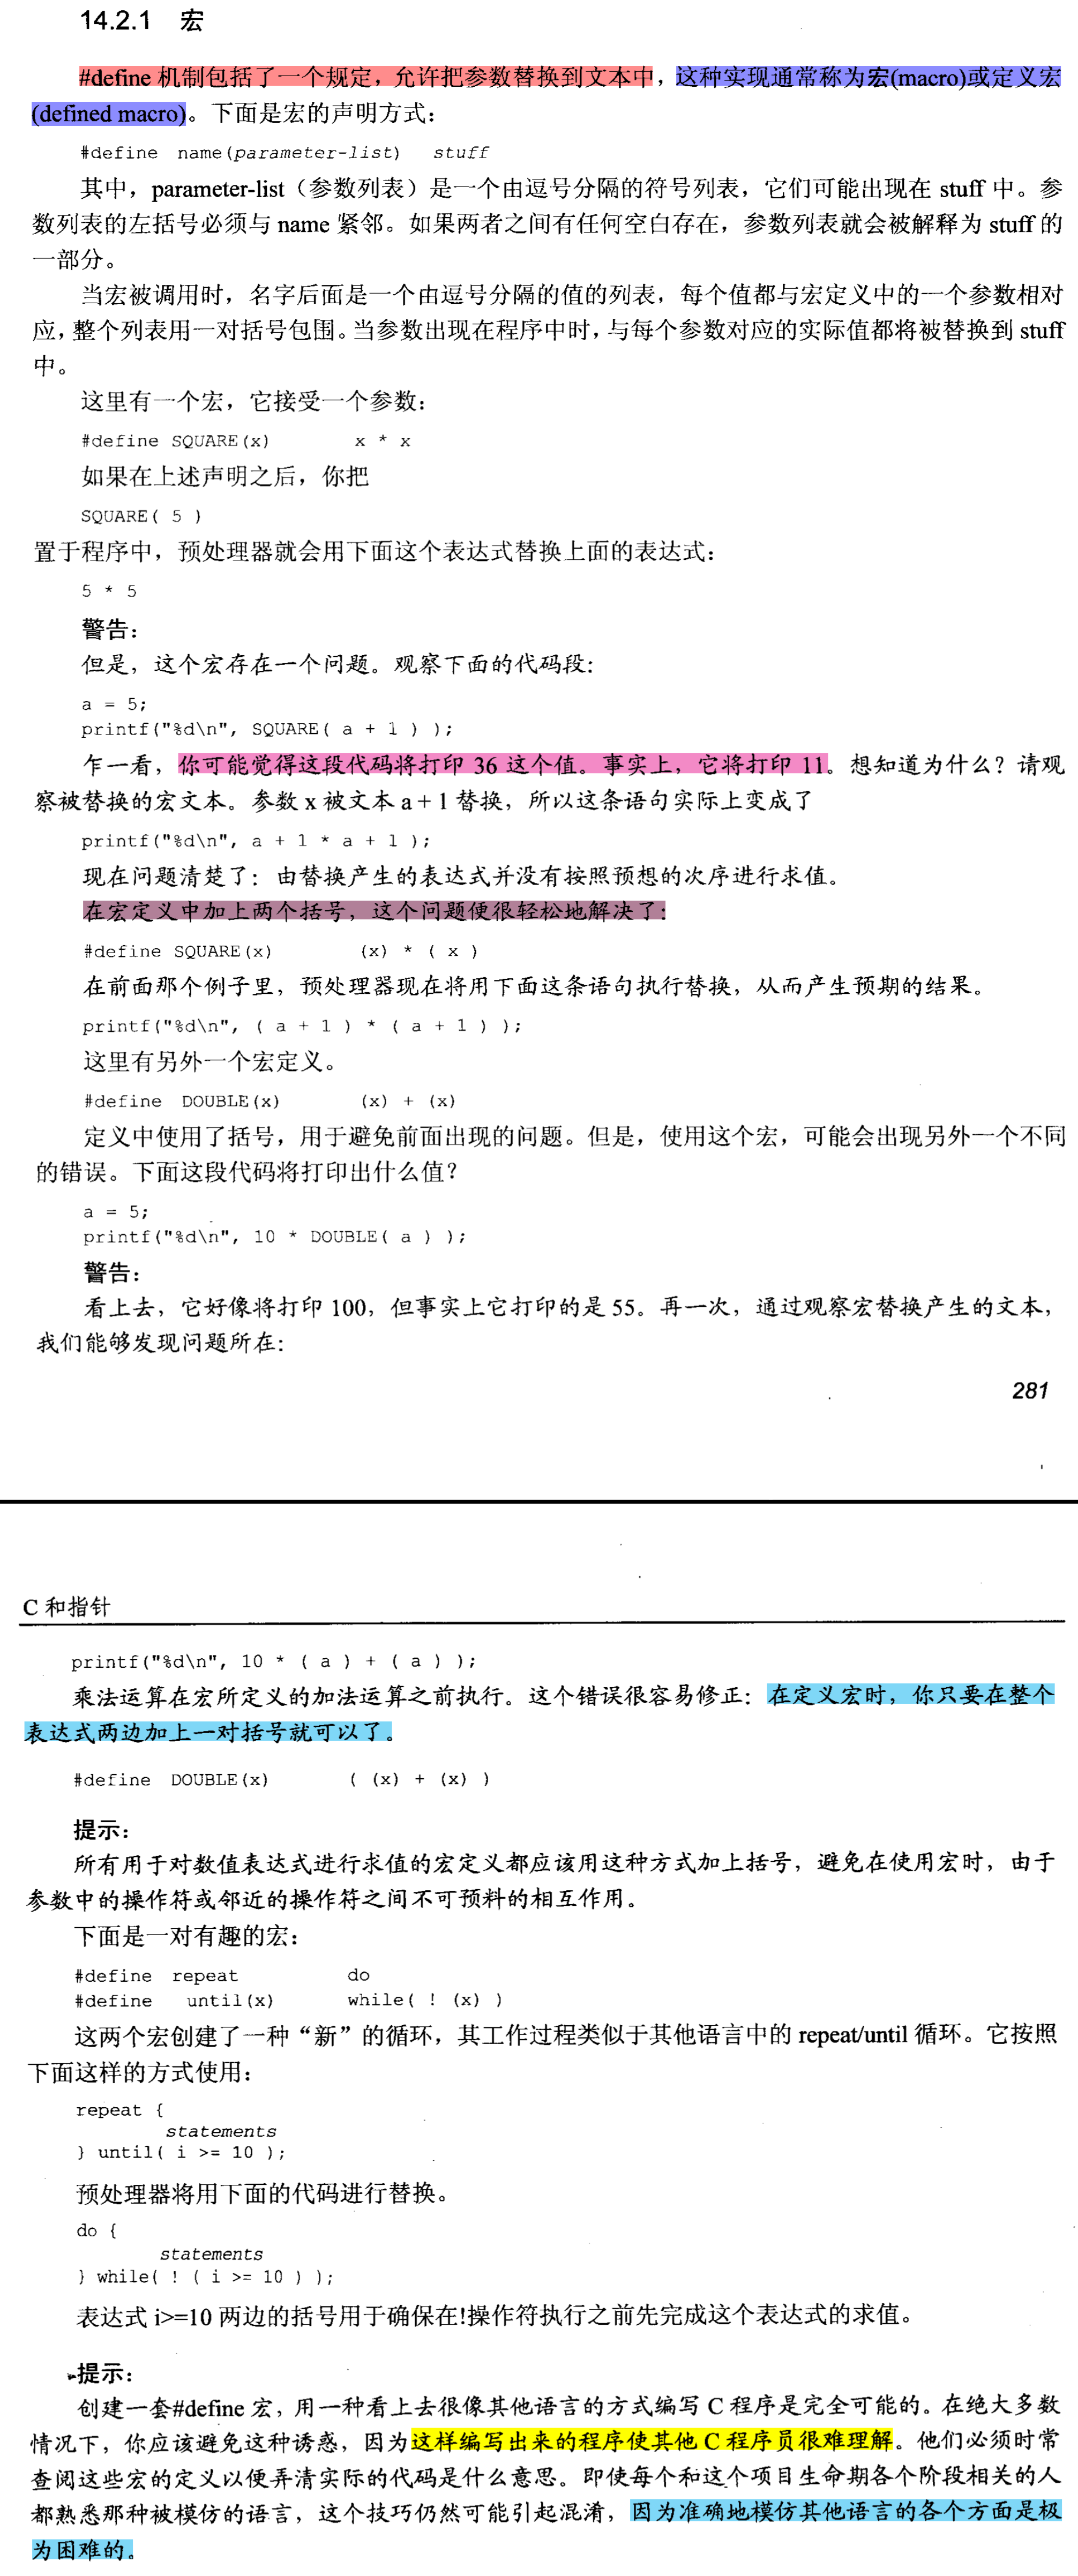 14.2.1 宏
#define 机制包括了一个规定，允许把参数替换到文本中，这种实现通常称为宏(macro)或定义宏
(defined macro)。下面是宏的声明方式：
#define name(parameter-list) stuff
其中，parameter-list（参数列表）是一个由逗号分隔的符号列表，它们可能出现在 stuff 中。参
数列表的左括号必须与 name 紧邻。如果两者之间有任何空白存在，参数列表就会被解释为 stuff 的
一部分。
当宏被调用时，名字后面是一个由逗号分隔的值的列表，每个值都与宏定义中的一个参数相对
应，整个列表用一对括号包围。当参数出现在程序中时，与每个参数对应的实际值都将被替换到 stuff
中。
这里有一个宏，它接受一个参数：
#define SQUARE(x) x * x
如果在上述声明之后，你把
SQUARE( 5 )
置于程序中，预处理器就会用下面这个表达式替换上面的表达式：
5 * 5
警告：
但是，这个宏存在一个问题。观察下面的代码段：
a = 5;
printf("%d\n", SQUARE( a + 1 ) );
乍一看，你可能觉得这段代码将打印 36 这个值。事实上，它将打印 11。想知道为什么？请观
察被替换的宏文本。参数 x 被文本 a + 1 替换，所以这条语句实际上变成了
printf("%d\n", a + 1 * a + 1 );
现在问题清楚了：由替换产生的表达式并没有按照预想的次序进行求值。
在宏定义中加上两个括号，这个问题便很轻松地解决了：
#define SQUARE(x) (x) * ( x )
在前面那个例子里，预处理器现在将用下面这条语句执行替换，从而产生预期的结果。
printf("%d\n", ( a + 1 ) * ( a + 1 ) );
这里有另外一个宏定义。
#define DOUBLE(x) (x) + (x)
定义中使用了括号，用于避免前面出现的问题。但是，使用这个宏，可能会出现另外一个不同
的错误。下面这段代码将打印出什么值？
a = 5;
printf("%d\n", 10 * DOUBLE( a ) );
警告：
看上去，它好像将打印 100，但事实上它打印的是 55。再一次，通过观察宏替换产生的文本，
我们能够发现问题所在：
281
C 和指针
printf("%d\n", 10 * ( a ) + ( a ) );
乘法运算在宏所定义的加法运算之前执行。这个错误很容易修正：在定义宏时，你只要在整个
表达式两边加上一对括号就可以了。
#define DOUBLE(x) ( (x) + (x) )
提示：
所有用于对数值表达式进行求值的宏定义都应该用这种方式加上括号，避免在使用宏时，由于
参数中的操作符或邻近的操作符之间不可预料的相互作用。
下面是一对有趣的宏：
#define repeat do
#define until(x) while( ! (x) )
这两个宏创建了一种“新”的循环，其工作过程类似于其他语言中的 repeat/until 循环。它按照
下面这样的方式使用：
repeat {
statements
} until( i >= 10 );
预处理器将用下面的代码进行替换。
do {
statements
} while( ! ( i >= 10 ) );
表达式 i>=10 两边的括号用于确保在!操作符执行之前先完成这个表达式的求值。
提示：
创建一套#define 宏，用一种看上去很像其他语言的方式编写 C 程序是完全可能的。在绝大多数
情况下，你应该避免这种诱惑，因为这样编写出来的程序使其他 C 程序员很难理解。他们必须时常
查阅这些宏的定义以便弄清实际的代码是什么意思。即使每个和这个项目生命期各个阶段相关的人
都熟悉那种被模仿的语言，这个技巧仍然可能引起混淆，因为准确地模仿其他语言的各个方面是极
为困难的。